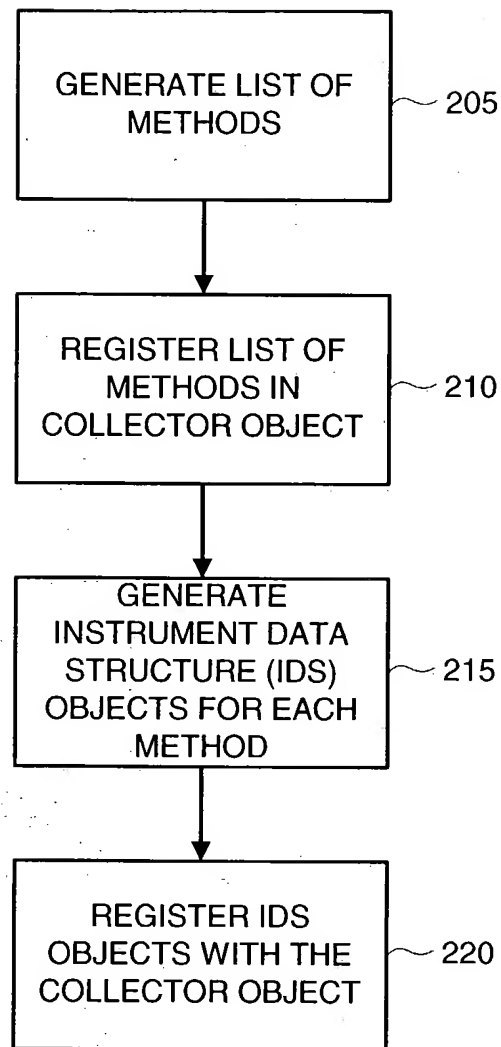 GENERATE LIST OF
METHODS
205
REGISTER LIST OF
METHODS IN
COLLECTOR OBJECT
210
GENERATE
INSTRUMENT DATA
STRUCTURE (IDS)
OBJECTS FOR EACH
METHOD
215
REGISTER IDS
OBJECTS WITH THE
COLLECTOR OBJECT
220